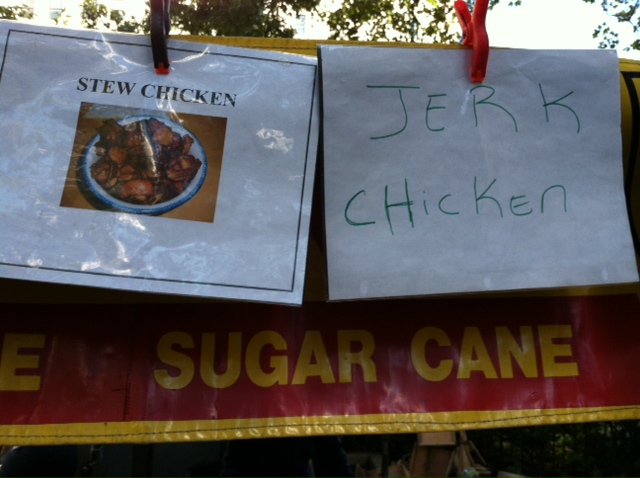 STEW CHICKEN
JERK
CHicKen
E SUGAR CANE